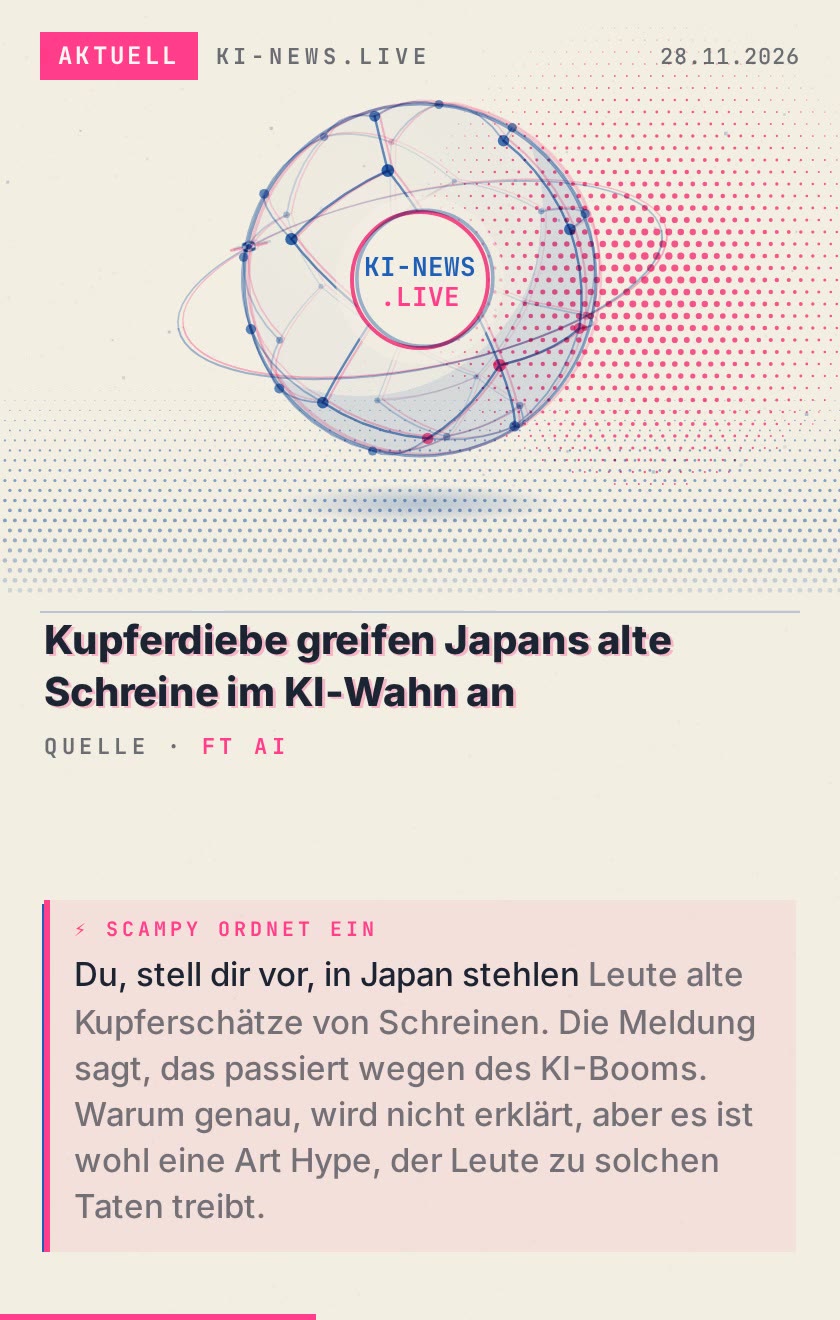 AKTUELL KI-NEWS.LIVE 28.11.2026
KI-NEWS
.LIVE
Kupferdiebe greifen Japans alte
Schreine im KI-Wahn an
QUELLE · FT AI
⚡ SCAMPY ORDNET EIN
Du, stell dir vor, in Japan stehlen Leute alte
Kupferschätze von Schreinen. Die Meldung
sagt, das passiert wegen des KI-Booms.
Warum genau, wird nicht erklärt, aber es ist
wohl eine Art Hype, der Leute zu solchen
Taten treibt.